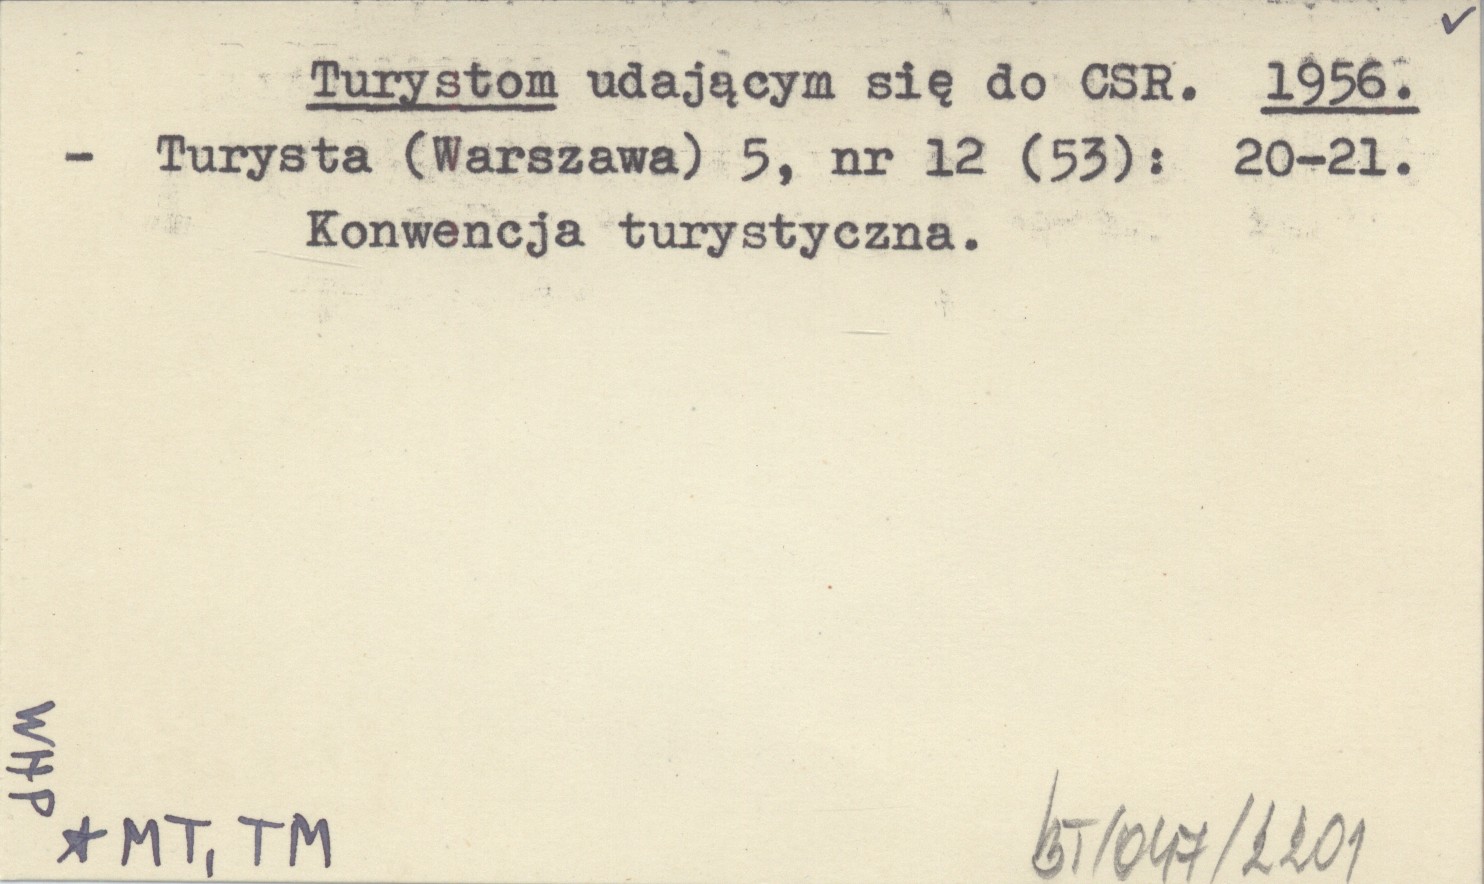 ✓
Turystom udającym się do CSR. 1956.
- Turysta (Warszawa) 5, nr 12 (53): 20-21.
Konwencja turystyczna.
WHP
* MT, TM
BT/047/2201